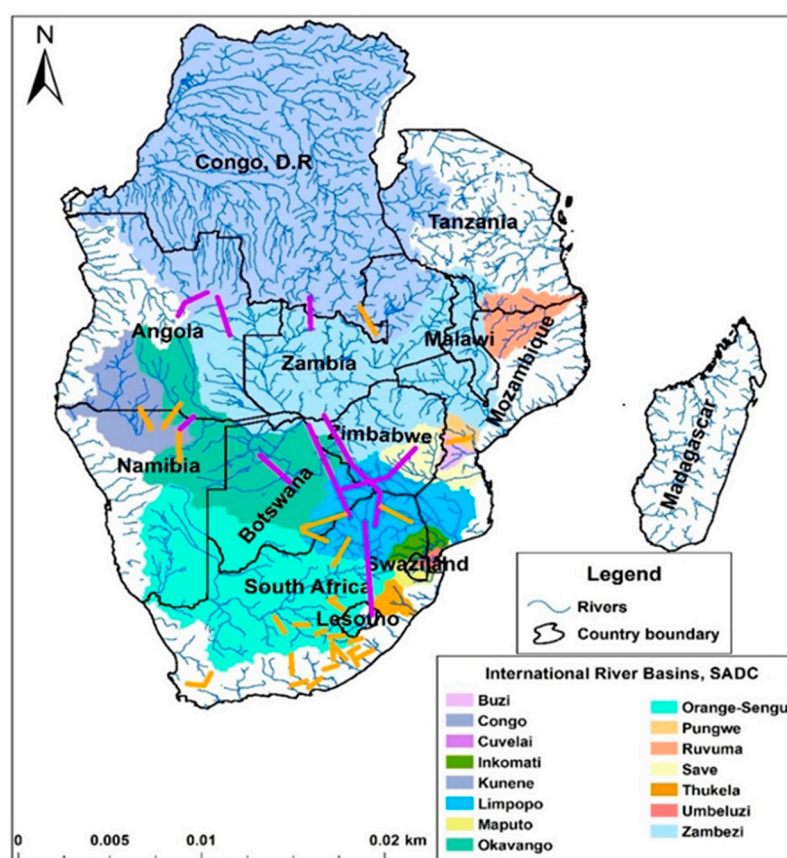 N
Congo, D.R
Tanzania
Angola
Malawi
Zambia
Mozambique
Zimbabwe
Namibia
Botswana
Madagascar
Swaziland
South Africa
Lesotho
Legend
Rivers
Country boundary
International River Basins, SADC
Buzi
Congo
Cuvelai
Inkomati
Kunene
Limpopo
Maputo
Okavango
Orange-Sengu
Pungwe
Ruvuma
Save
Thukela
Umbeluzi
Zambezi
0 0.005 0.01 0.02 km